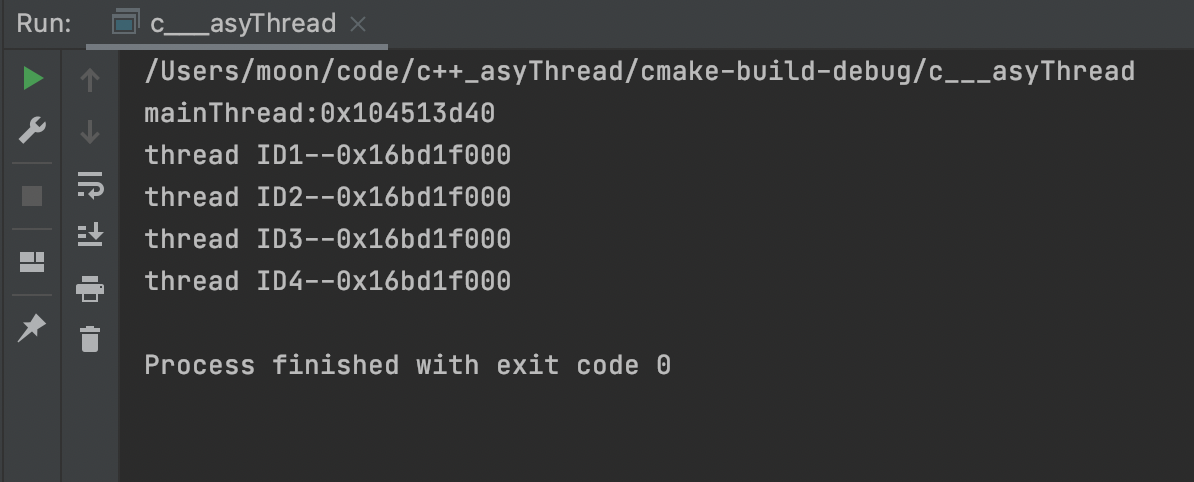 Run: c___asyThread
/Users/moon/code/c++_asyThread/cmake-build-debug/c___asyThread
mainThread:0x104513d40
thread ID1--0x16bd1f000
thread ID2--0x16bd1f000
thread ID3--0x16bd1f000
thread ID4--0x16bd1f000
Process finished with exit code 0